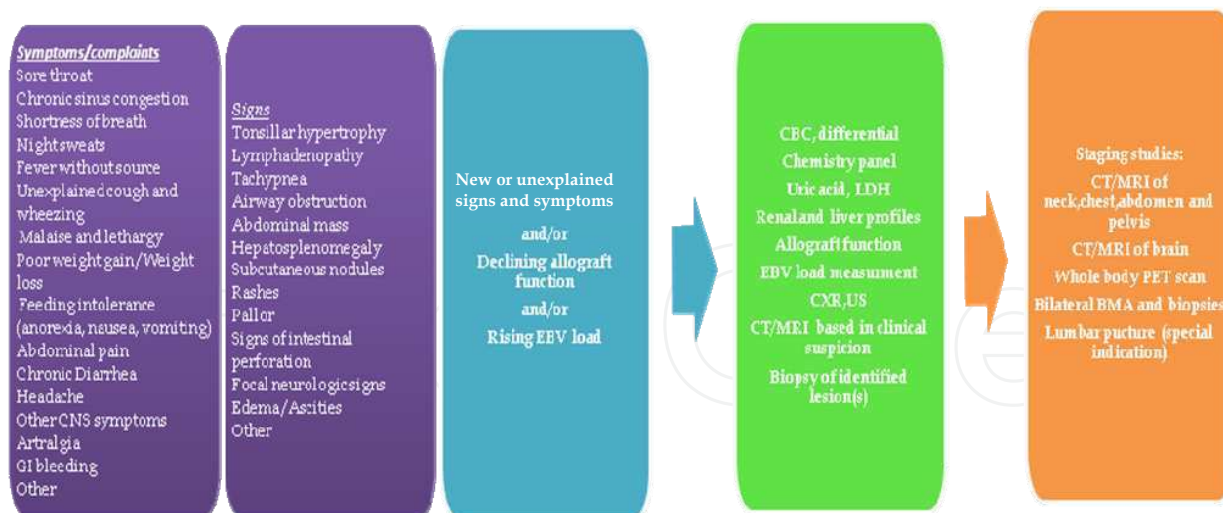 Symptoms/complaints
Sore throat
Chronic sinus congestion
Shortness of breath
Night sweats
Fever without source
Unexplained cough and
wheezing
Malaise and lethargy
Poor weight gain/Weight
loss
Feeding intolerance
(anorexia, nausea, vomiting)
Abdominal pain
Chronic Diarrhea
Headache
Other CNS symptoms
Artralgia
GI bleeding
Other
Signs
Tonsillar hypertrophy
Lymphadenopathy
Tachypnea
Airway obstruction
Abdominal mass
Hepatosplenomegaly
Subcutaneous nodules
Rashes
Pallor
Signs of intestinal
perforation
Focal neurologic signs
Edema/Ascities
Other
New or unexplained
signs and symptoms
and/or
Declining allograft
function
and/or
Rising EBV load
CBC, differential
Chemistry panel
Uric acid, LDH
Renal and liver profiles
Allograft function
EBV load measurment
CXR,US
CT/MRI based in clinical
suspicion
Biopsy of identified
lesion(s)
Staging studies:
CT/MRI of
neck,chest,abdomen and
pelvis
CT/MRI of brain
Whole body PET scan
Bilateral BMA and biopsies
Lumbar pucture (special
indication)